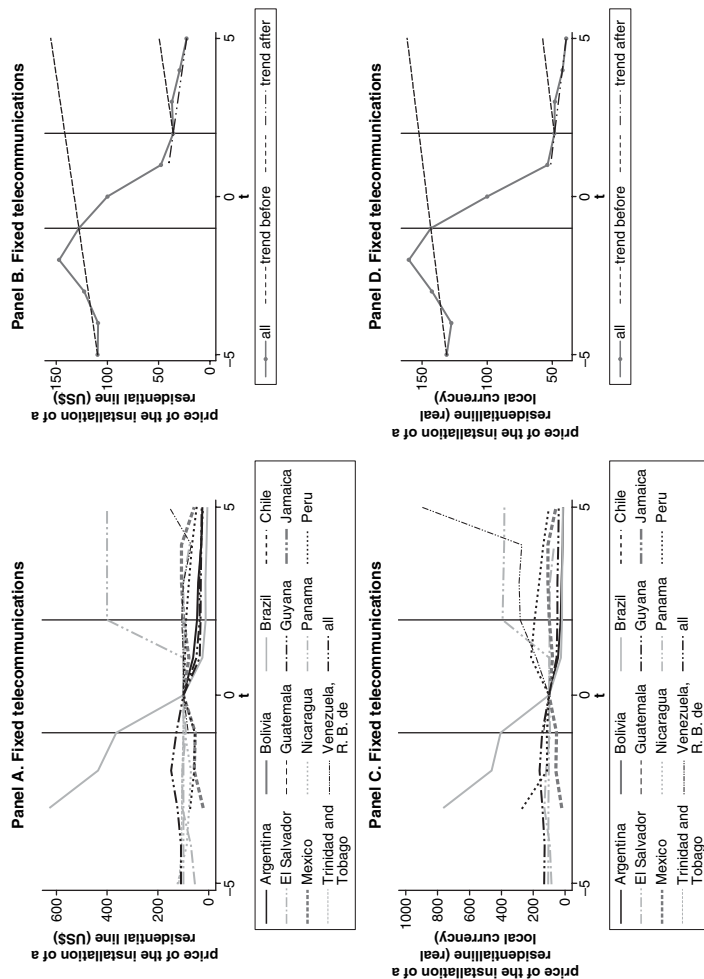 Panel A. Fixed telecommunications
price of the installation of a
residential line (US$)
600
400
200
0
-5
0
5
t
Argentina
Bolivia
Brazil
Chile
El Salvador
Guatemala
Guyana
Jamaica
Mexico
Nicaragua
Panama
Peru
Trinidad and
Tobago
Venezuela,
R. B. de
all
Panel B. Fixed telecommunications
price of the installation of a
residential line (US$)
150
100
50
0
-5
0
5
t
all
trend before
trend after
Panel C. Fixed telecommunications
price of the installation of a
residentialline (real
local currency)
1000
800
600
400
200
0
-5
0
5
t
Argentina
Bolivia
Brazil
Chile
El Salvador
Guatemala
Guyana
Jamaica
Mexico
Nicaragua
Panama
Peru
Trinidad and
Tobago
Venezuela,
R. B. de
all
Panel D. Fixed telecommunications
price of the installation of a
residentialline (real
local currency)
150
100
50
-5
0
5
t
all
trend before
trend after